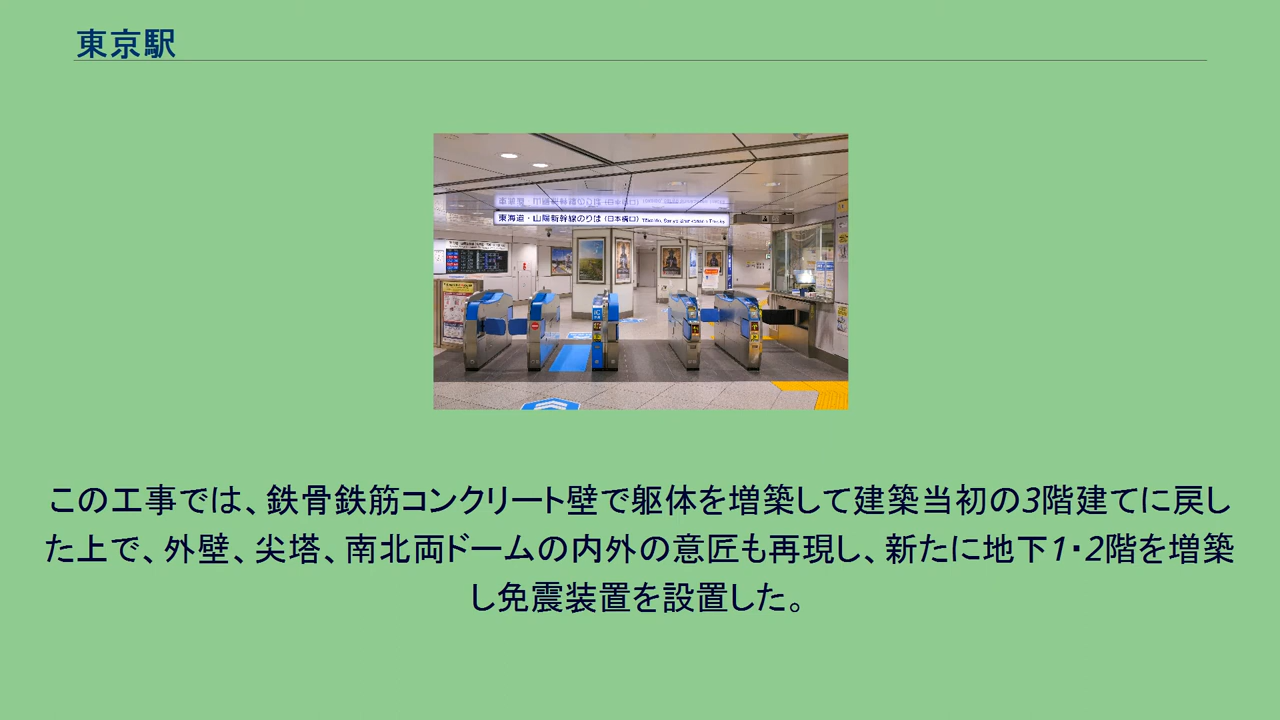 東京駅
東海道・山陽新幹線のりば（日本橋口）
この工事では、鉄骨鉄筋コンクリート壁で躯体を増築して建築当初の3階建てに戻し
た上で、外壁、尖塔、南北両ドームの内外の意匠も再現し、新たに地下1・2階を増築
し免震装置を設置した。